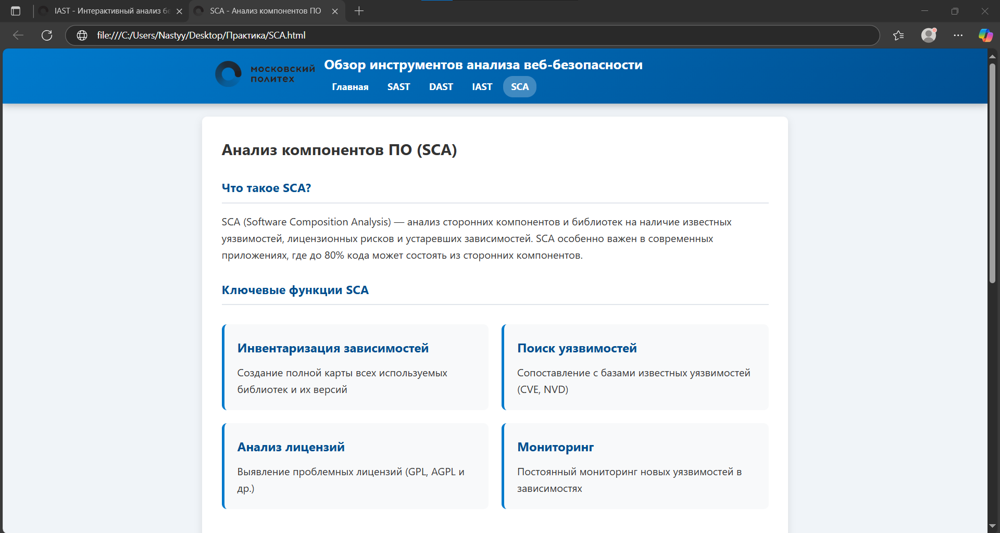 IAST - Интерактивный анализ бе
SCA - Анализ компонентов ПО
file:///C:/Users/Nastyy/Desktop/Практика/SCA.html
московский
политех
Обзор инструментов анализа веб-безопасности
Главная SAST DAST IAST SCA
Анализ компонентов ПО (SCA)
Что такое SCA?
SCA (Software Composition Analysis) — анализ сторонних компонентов и библиотек на наличие известных
уязвимостей, лицензионных рисков и устаревших зависимостей. SCA особенно важен в современных
приложениях, где до 80% кода может состоять из сторонних компонентов.
Ключевые функции SCA
Инвентаризация зависимостей
Создание полной карты всех используемых
библиотек и их версий
Поиск уязвимостей
Сопоставление с базами известных уязвимостей
(CVE, NVD)
Анализ лицензий
Выявление проблемных лицензий (GPL, AGPL и
др.)
Мониторинг
Постоянный мониторинг новых уязвимостей в
зависимостях